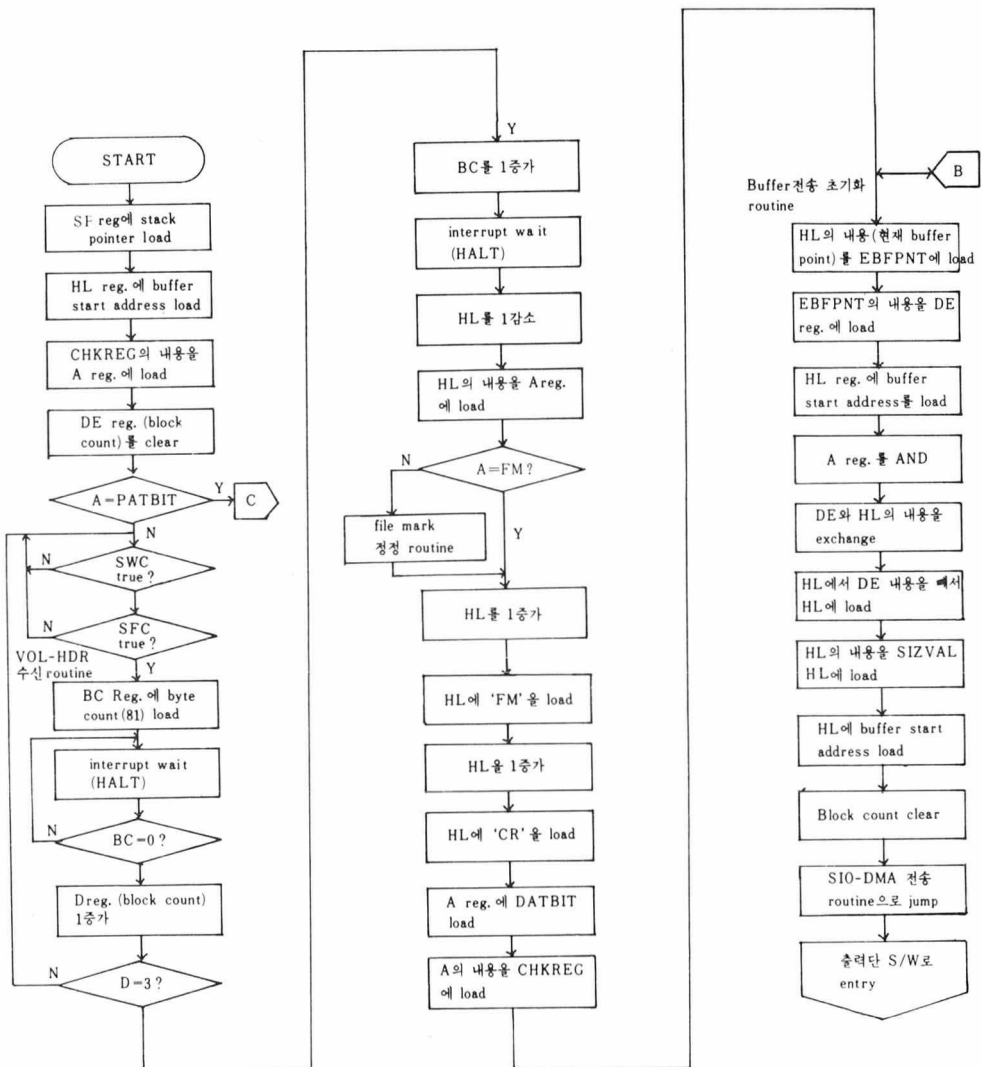 START
SP reg에 stack
pointer load
HL reg.에 buffer
start address load
CHKREG의 내용을
A reg.에 load
DE reg. (block
count)를 clear
A=PATBIT
Y
C
N
SWC
true?
N
SFC
true?
N
VOL-HDR
수신 routine
Y
BC Reg.에 byte
count(81) load
interrupt wait
(HALT)
N
BC=0?
Dreg. (block count)
1증가
N
D=3?
Y
BC를 1증가
interrupt wait
(HALT)
HL를 1감소
HL의 내용을 Areg.
에 load
N
A=FM?
file mark
정정 routine
Y
HL를 1증가
HL에 'FM'을 load
HL을 1증가
HL에 'CR'을 load
A reg.에 DATBIT
load
A의 내용을 CHKREG
에 load
B
Buffer전송 초기화
routine
HL의 내용(현재 buffer
point)를 EBFPNT에 load
EBFPNT의 내용을 DE
reg.에 load
HL reg.에 buffer
start address를 load
A reg.를 AND
DE와 HL의 내용을
exchange
HL에서 DE 내용을 빼서
HL에 load
HL의 내용을 SIZVAL
HL에 load
HL에 buffer start
address load
Block count clear
SIO-DMA 전송
routine으로 jump
출력단 S/W로
entry